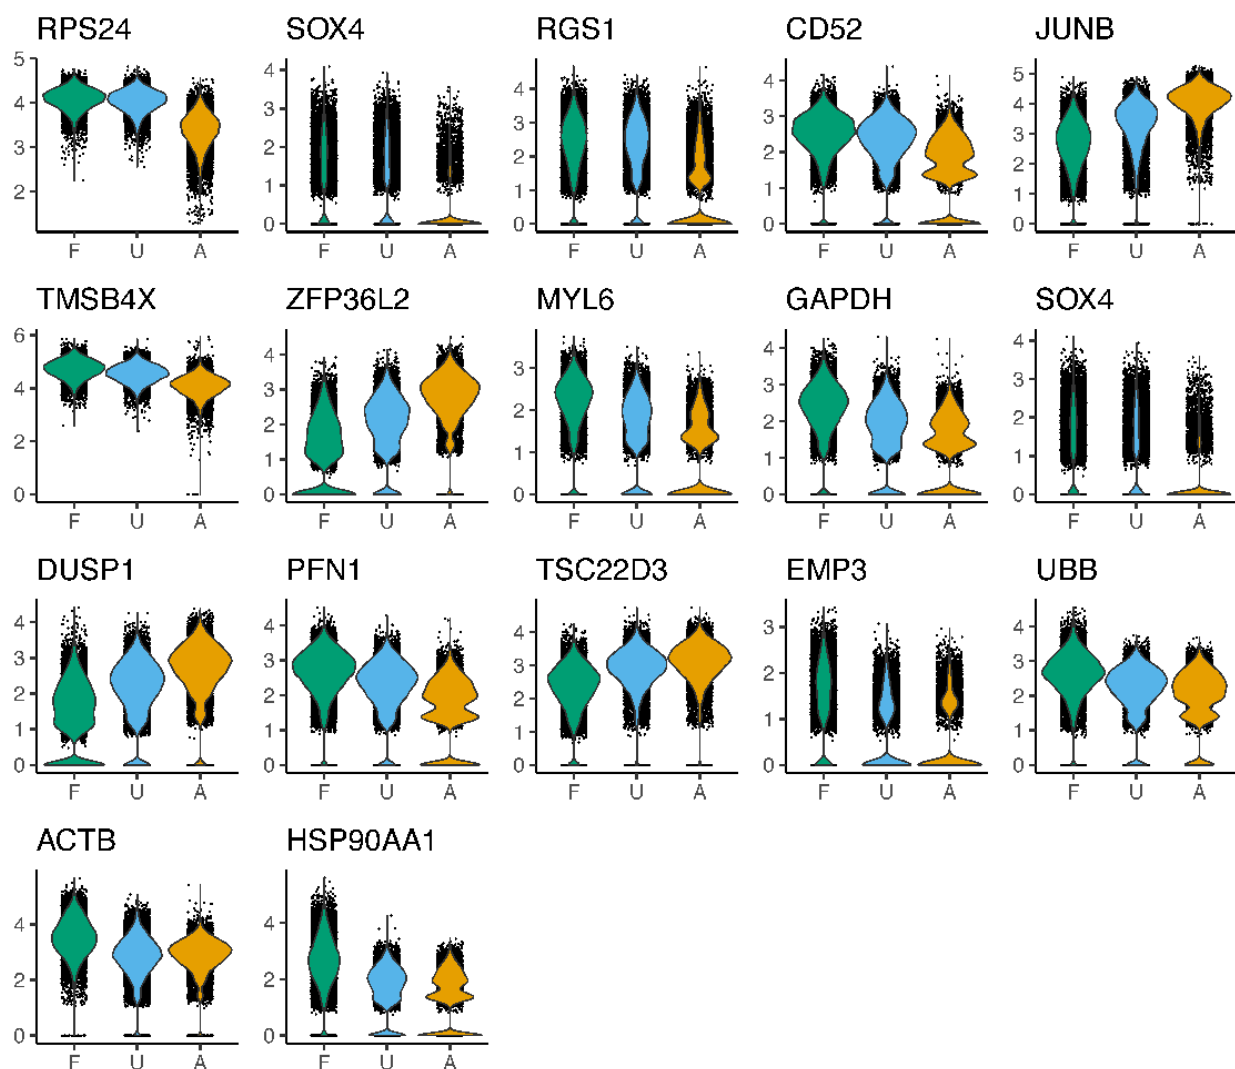 RPS24 SOX4 RGS1 CD52 JUNB
5 4 3 2 F U A
4 3 2 1 0 F U A
4 3 2 1 0 F U A
4 3 2 1 0 F U A
5 4 3 2 1 0 F U A
TMSB4X ZFP36L2 MYL6 GAPDH SOX4
6 4 2 0 F U A
4 3 2 1 0 F U A
3 2 1 0 F U A
4 3 2 1 0 F U A
4 3 2 1 0 F U A
DUSP1 PFN1 TSC22D3 EMP3 UBB
4 3 2 1 0 F U A
4 3 2 1 0 F U A
4 3 2 1 0 F U A
3 2 1 0 F U A
4 3 2 1 0 F U A
ACTB HSP90AA1
4 2 0 F U A
4 2 0 F U A